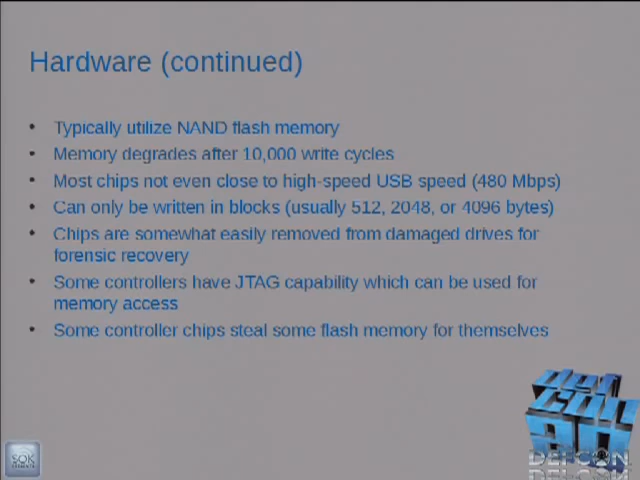 Hardware (continued)
• Typically utilize NAND flash memory
• Memory degrades after 10,000 write cycles
• Most chips not even close to high-speed USB speed (480 Mbps)
• Can only be written in blocks (usually 512, 2048, or 4096 bytes)
• Chips are somewhat easily removed from damaged drives for
forensic recovery
• Some controllers have JTAG capability which can be used for
memory access
• Some controller chips steal some flash memory for themselves
def
con
20
DEFCON
SOK